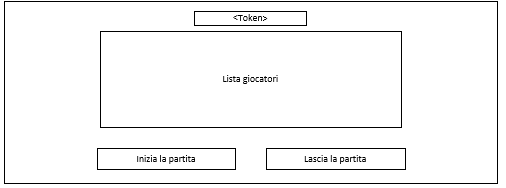 <Token>
Lista giocatori
Inizia la partita
Lascia la partita